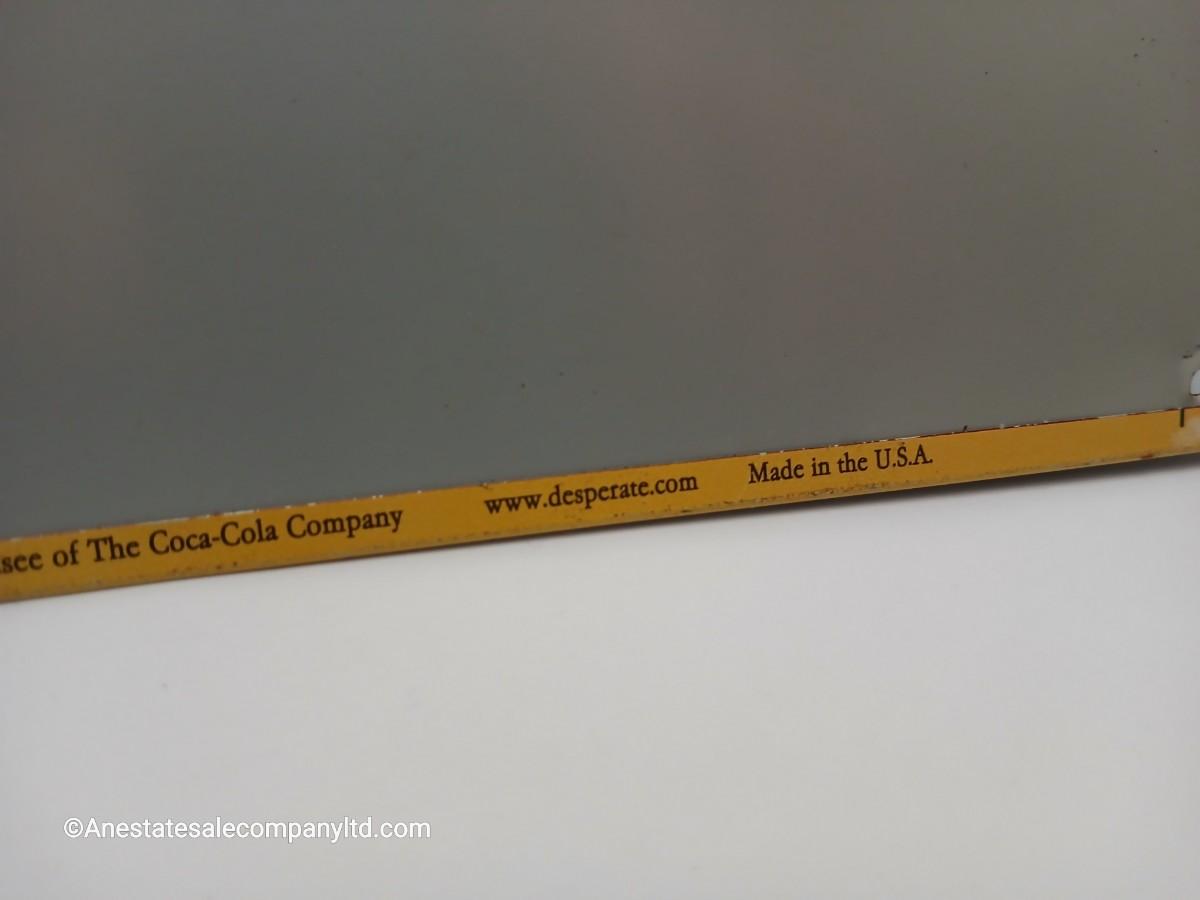 see of The Coca-Cola Company www.desperate.com Made in the U.S.A.
©Anestatesalecompanyltd.com